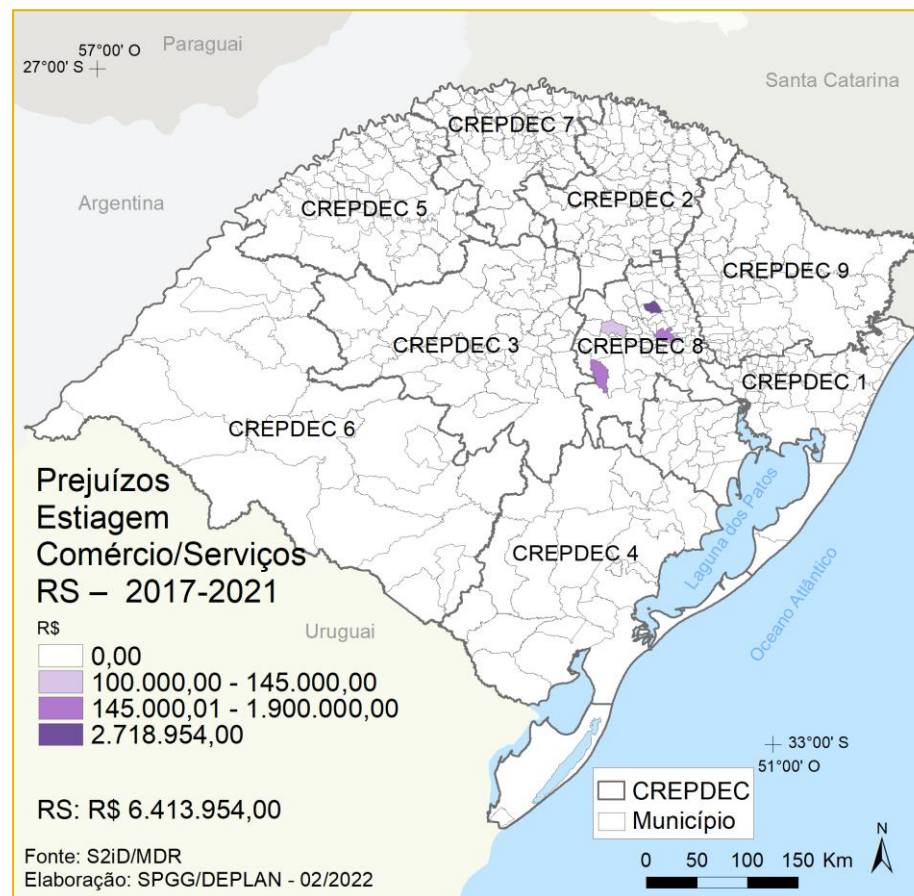 Paraguai
57°00' O
27°00' S
Santa Catarina
CREPDEC 7
Argentina
CREPDEC 2
CREPDEC 5
CREPDEC 9
CREPDEC 3
CREPDEC 8
CREPDEC 1
CREPDEC 6
Prejuízos
Estiagem
Comércio/Serviços
RS – 2017-2021
CREPDEC 4
Laguna dos Patos
Oceano Atlântico
Uruguai
R$
0,00
100.000,00 - 145.000,00
145.000,01 - 1.900.000,00
2.718.954,00
33°00' S
51°00' O
RS: R$ 6.413.954,00
CREPDEC
Município
N
Fonte: S2iD/MDR
Elaboração: SPGG/DEPLAN - 02/2022
0 50 100 150 Km